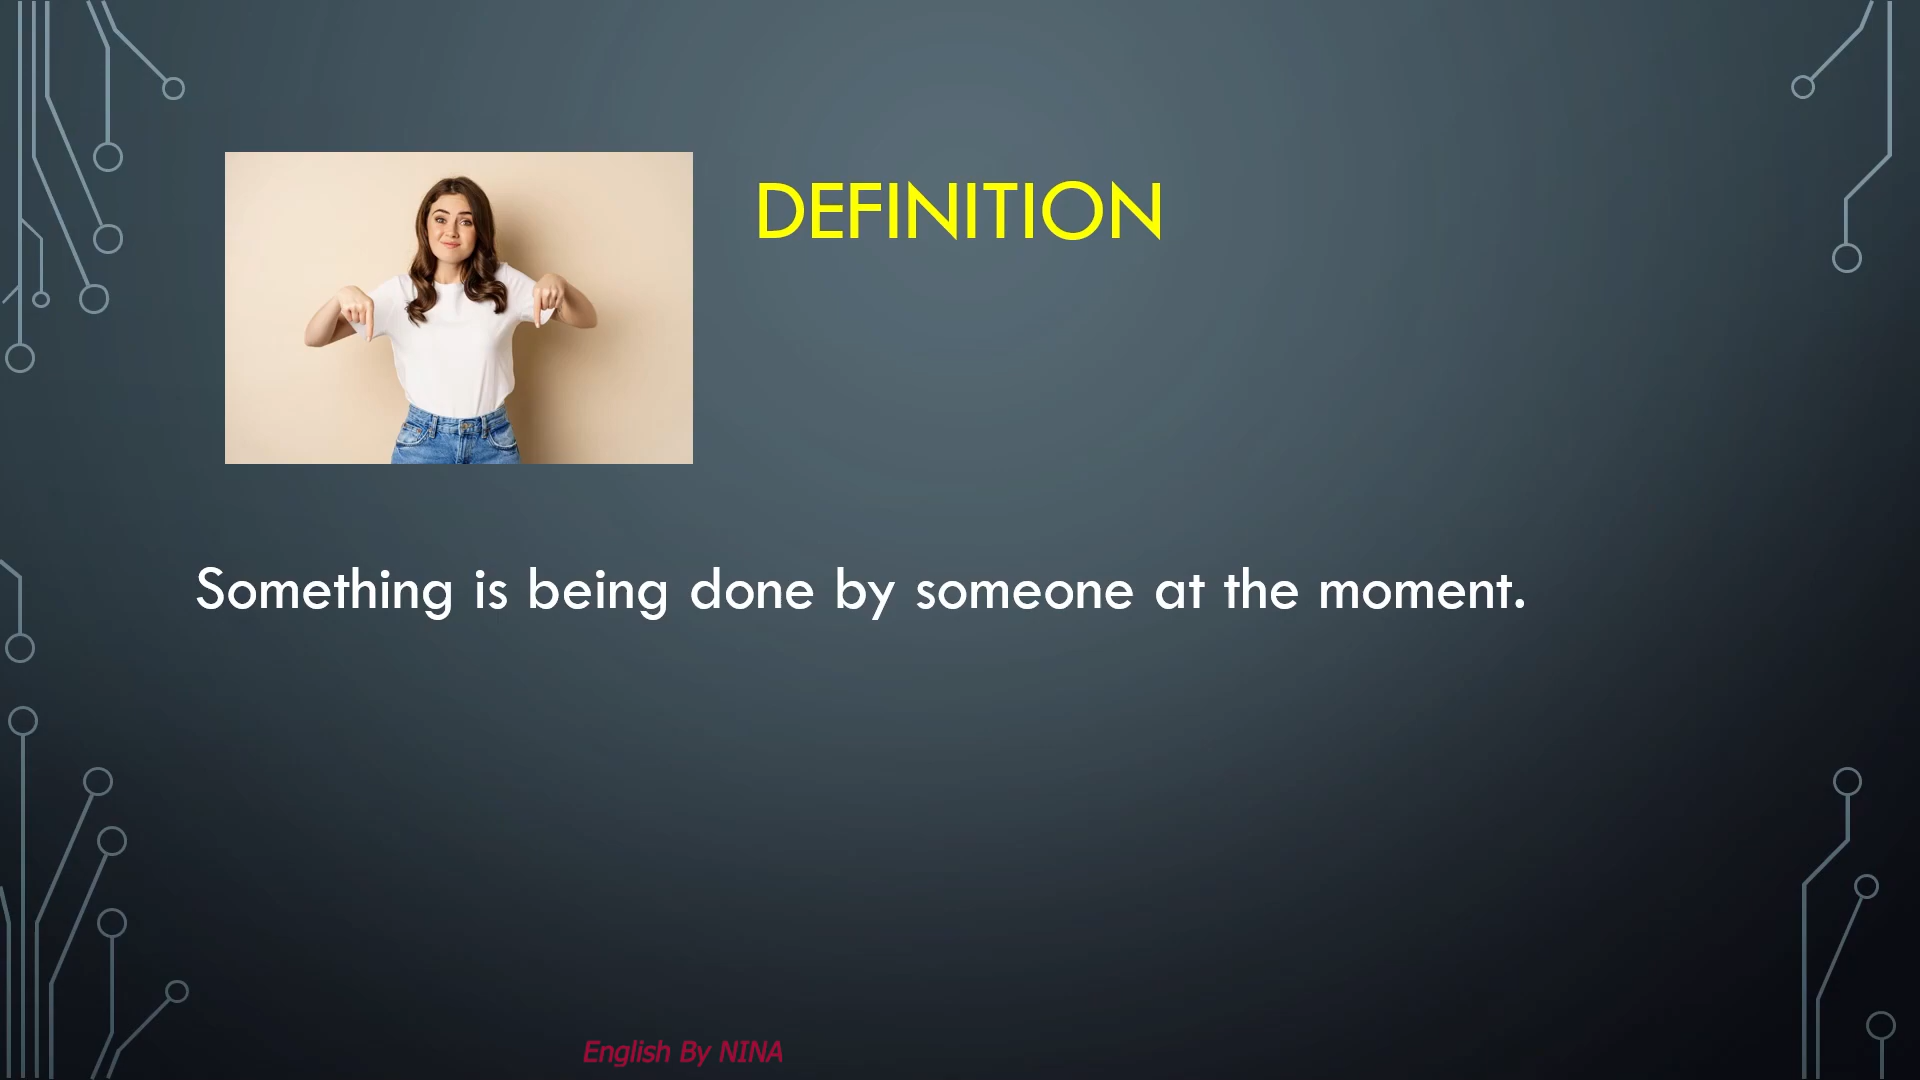 DEFINITION
Something is being done by someone at the moment.
English By NINA